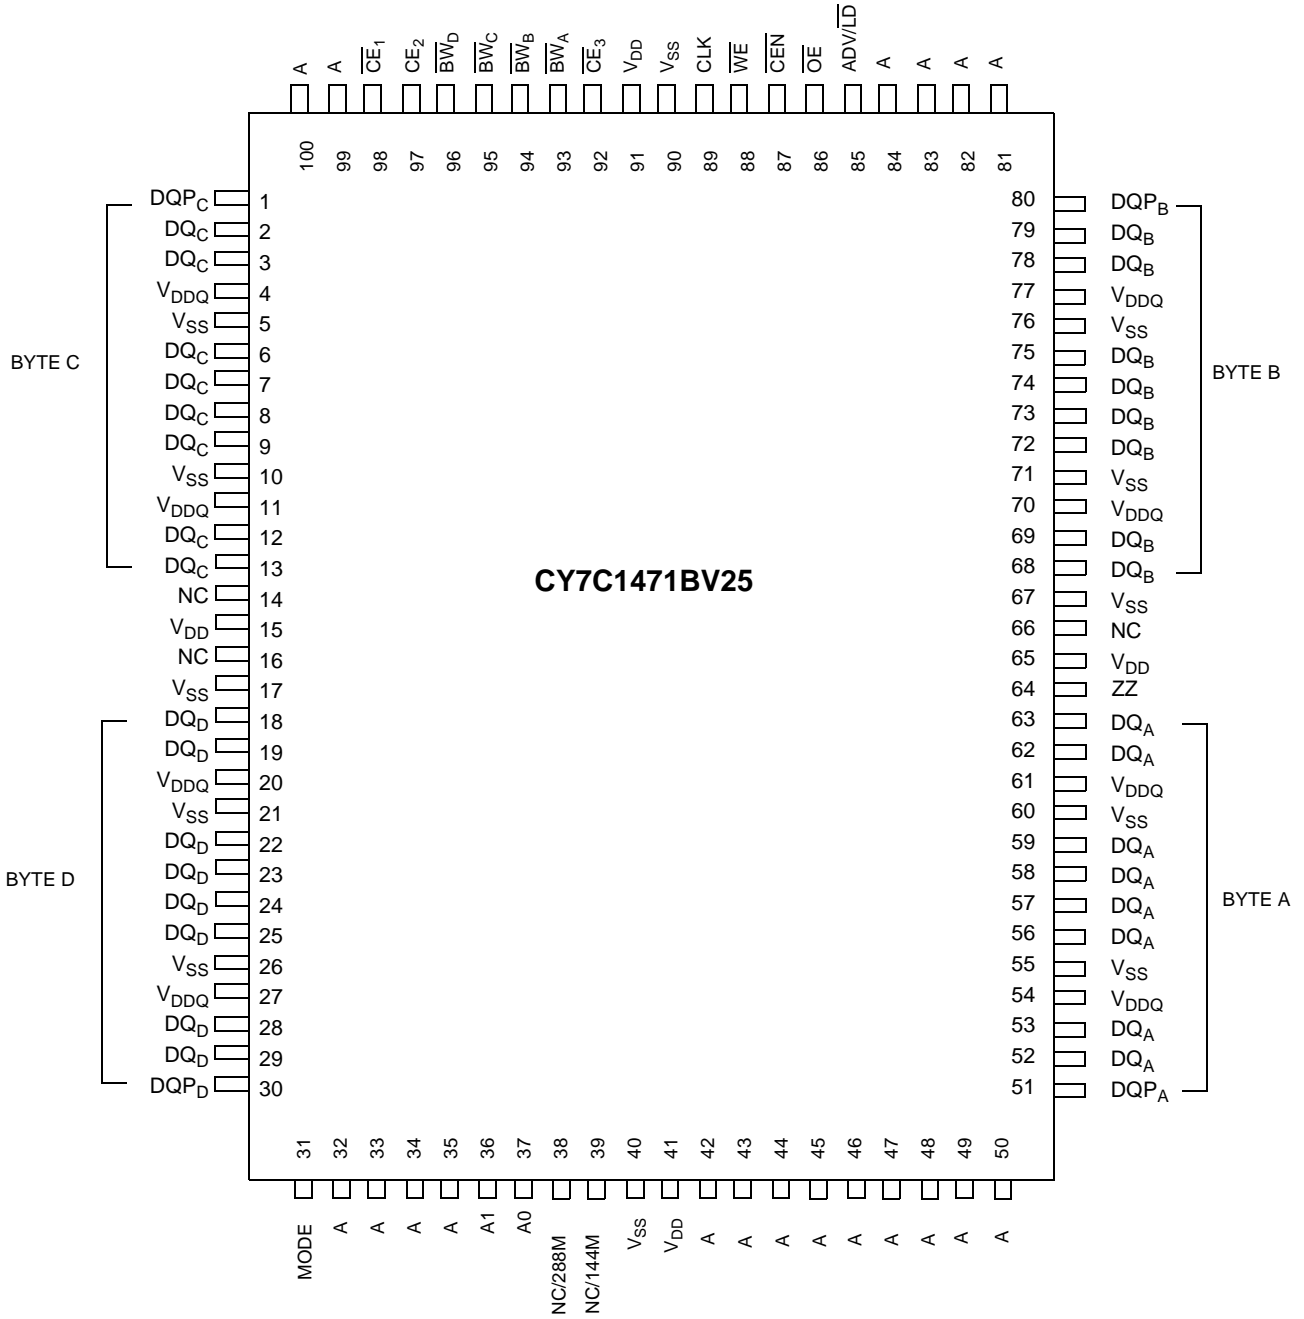 A A CE1 CE2 BWD BWC BWB BWA CE3 VDD VSS CLK WE CEN OE ADV/LD A A A A
100 99 98 97 96 95 94 93 92 91 90 89 88 87 86 85 84 83 82 81
DQPC 1 80 DQPB
DQC 2 79 DQB
DQC 3 78 DQB
VDDQ 4 77 VDDQ
VSS 5 76 VSS
DQC 6 75 DQB
BYTE C
BYTE B
DQC 7 74 DQB
DQC 8 73 DQB
DQC 9 72 DQB
VSS 10 71 VSS
VDDQ 11 70 VDDQ
DQC 12 69 DQB
DQC 13 68 DQB
CY7C1471BV25
NC 14 67 VSS
VDD 15 66 NC
NC 16 65 VDD
VSS 17 64 ZZ
DQD 18 63 DQA
DQD 19 62 DQA
VDDQ 20 61 VDDQ
VSS 21 60 VSS
DQD 22 59 DQA
DQD 23 58 DQA
BYTE D
BYTE A
DQD 24 57 DQA
DQD 25 56 DQA
VSS 26 55 VSS
VDDQ 27 54 VDDQ
DQD 28 53 DQA
DQD 29 52 DQA
DQPD 30 51 DQPA
31 32 33 34 35 36 37 38 39 40 41 42 43 44 45 46 47 48 49 50
MODE A A A A A1 A0 NC/288M NC/144M VSS VDD A A A A A A A A A